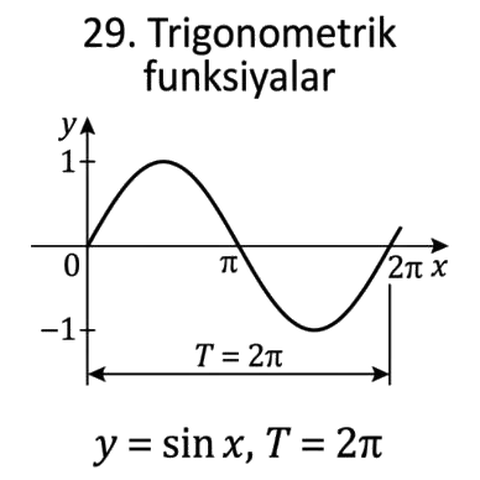 29. Trigonometrik
funksiyalar
y
1
0
π
2π x
−1
T = 2π
y = sin x, T = 2π